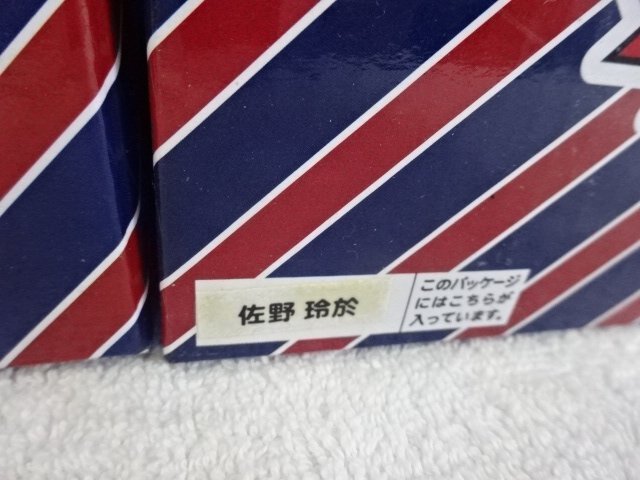 佐野 玲於
このパッケージ
にはこちらが
入っています。